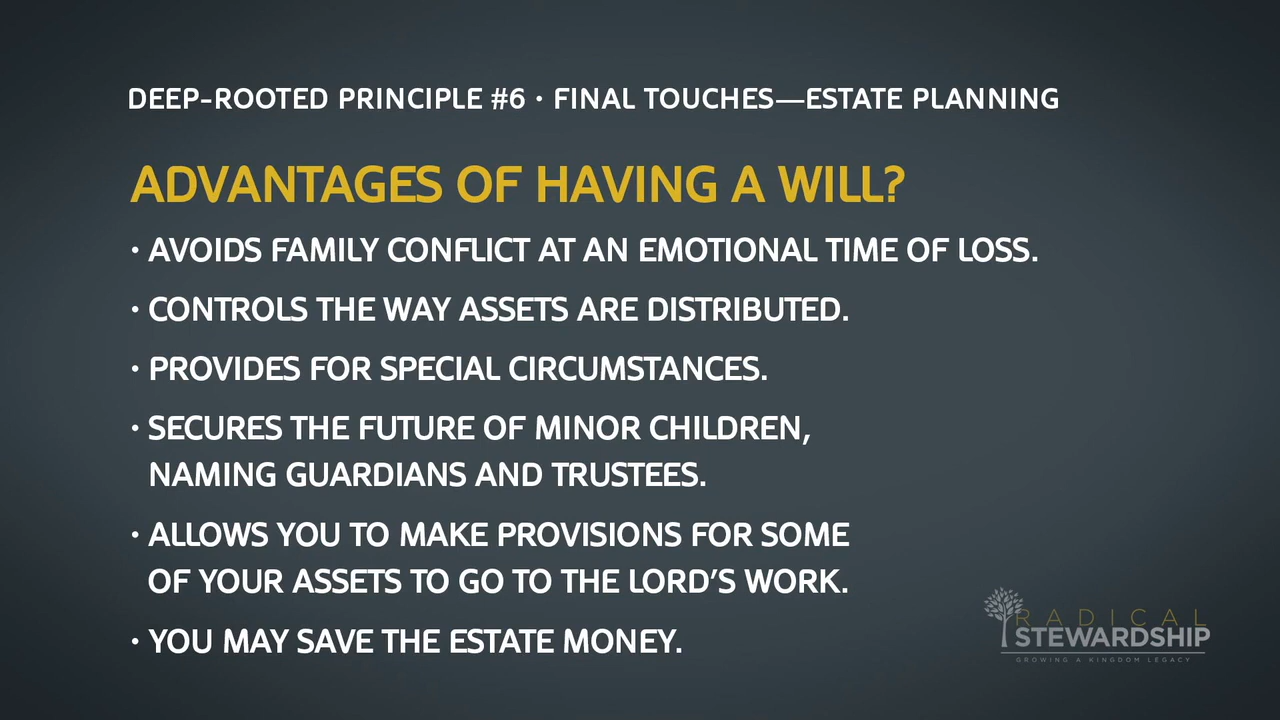 DEEP-ROOTED PRINCIPLE #6 • FINAL TOUCHES—ESTATE PLANNING
ADVANTAGES OF HAVING A WILL?
• AVOIDS FAMILY CONFLICT AT AN EMOTIONAL TIME OF LOSS.
• CONTROLS THE WAY ASSETS ARE DISTRIBUTED.
• PROVIDES FOR SPECIAL CIRCUMSTANCES.
• SECURES THE FUTURE OF MINOR CHILDREN,
NAMING GUARDIANS AND TRUSTEES.
• ALLOWS YOU TO MAKE PROVISIONS FOR SOME
OF YOUR ASSETS TO GO TO THE LORD’S WORK.
• YOU MAY SAVE THE ESTATE MONEY.
RADICAL
STEWARDSHIP
GROWING A KINGDOM LEGACY